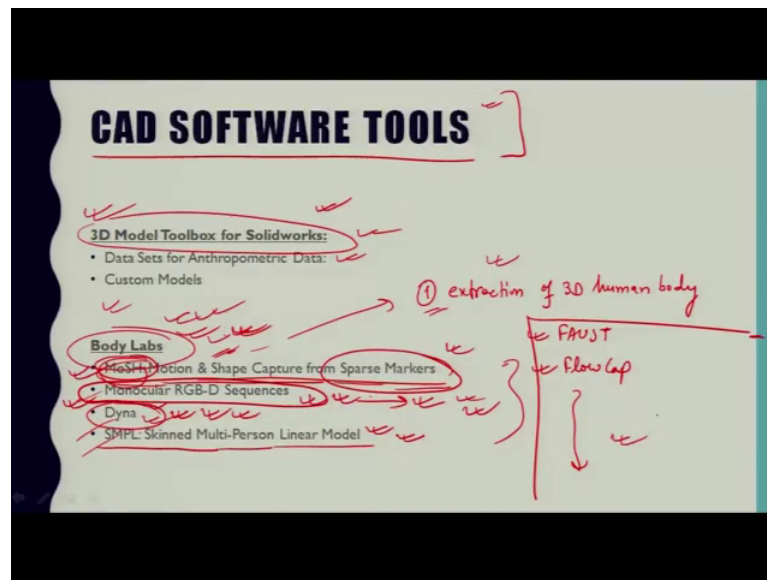 CAD SOFTWARE TOOLS
3D Model Toolbox for Solidworks:
• Data Sets for Anthropometric Data:
• Custom Models
① extraction of 3D human body
FAUST
FlowCap
Body Labs
• MoSH: Motion & Shape Capture from Sparse Markers
• Monocular RGB-D Sequences
• Dyna
• SMPL: Skinned Multi-Person Linear Model